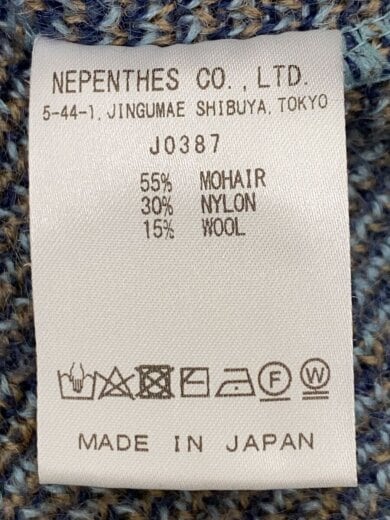 NEPENTHES CO., LTD.
5-44-1, JINGUMAE SHIBUYA, TOKYO
J0387
55% MOHAIR
30% NYLON
15% WOOL
F W
MADE IN JAPAN